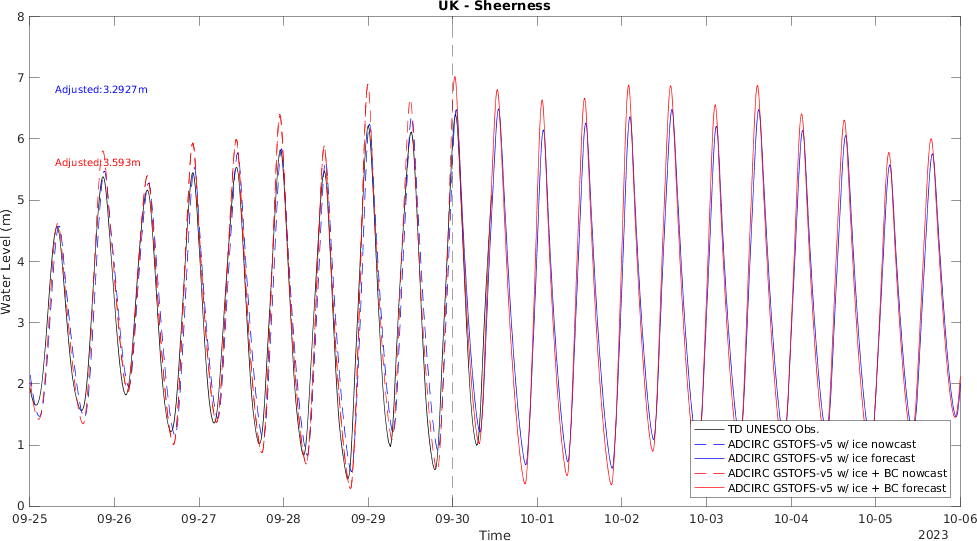 UK - Sheerness
8
7
6
5
4
3
2
1
0
Water Level (m)
Adjusted:3.2927m
Adjusted:3.593m
TD UNESCO Obs.
ADCIRC GSTOFS-v5 w/ ice nowcast
ADCIRC GSTOFS-v5 w/ ice forecast
ADCIRC GSTOFS-v5 w/ ice + BC nowcast
ADCIRC GSTOFS-v5 w/ ice + BC forecast
09-25 09-26 09-27 09-28 09-29 09-30 10-01 10-02 10-03 10-04 10-05 10-06
Time
2023